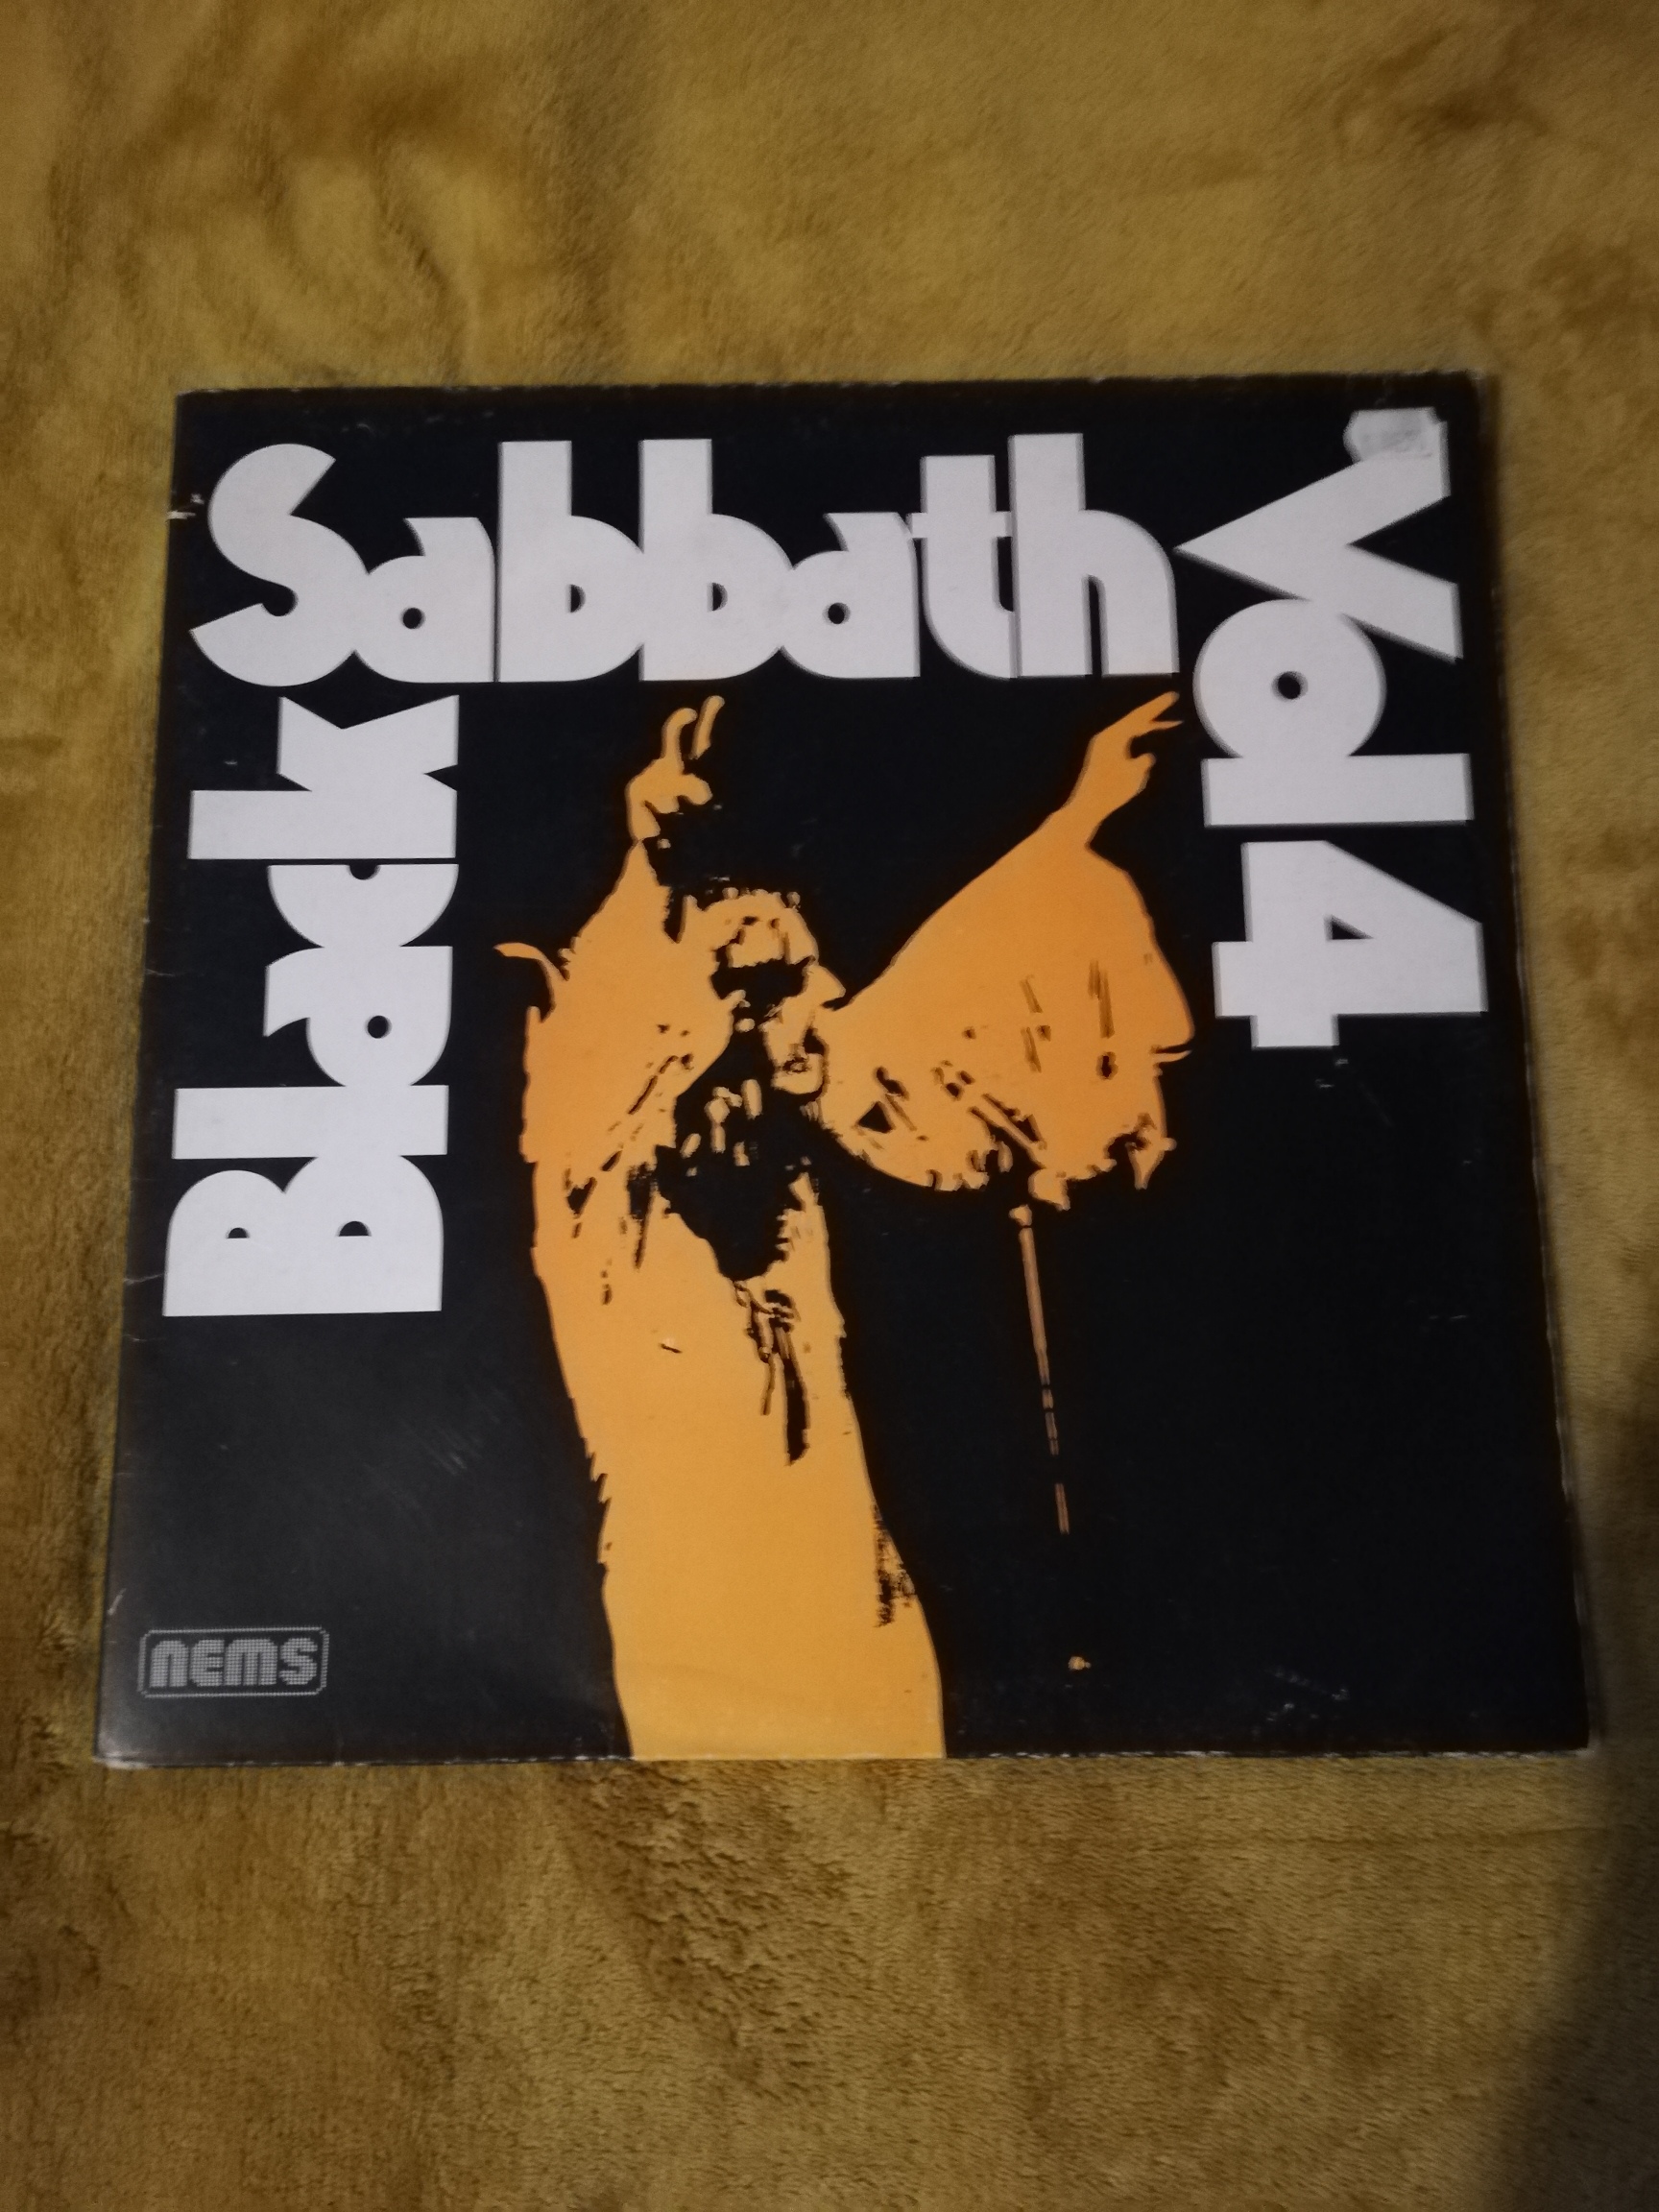 Black
Sabbath
Vol 4
nems